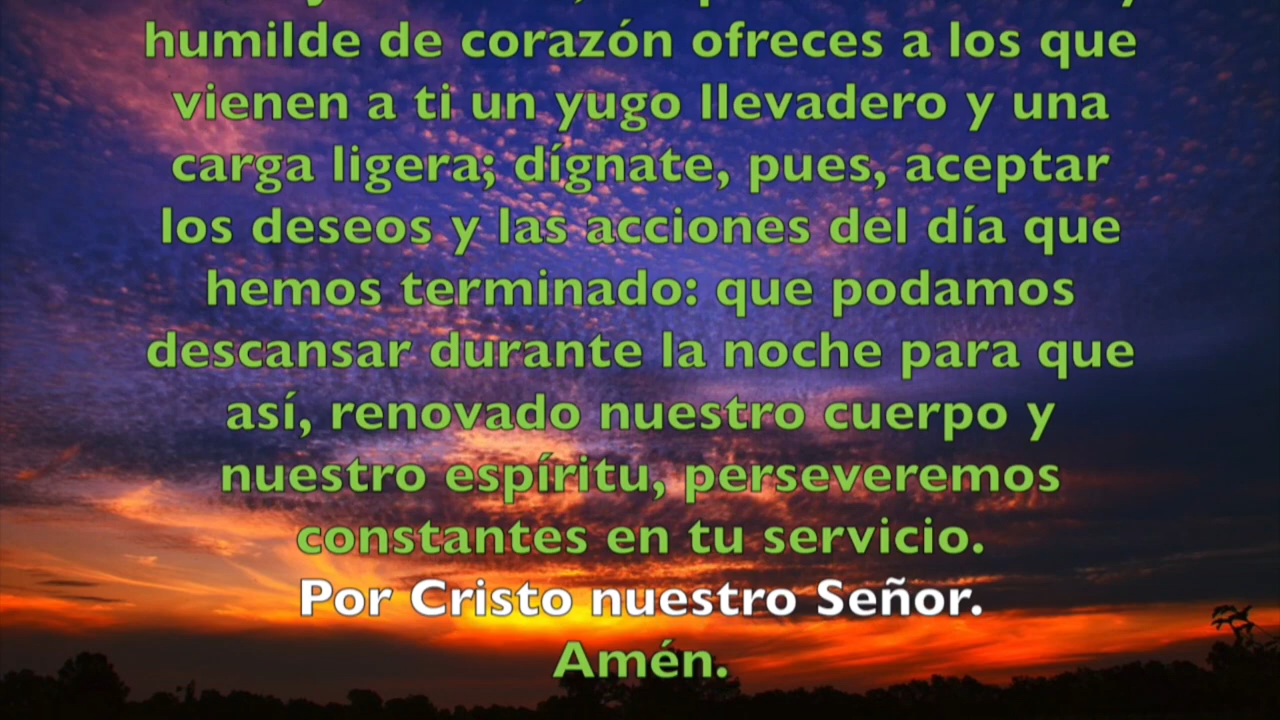 humilde de corazón ofreces a los que
vienen a ti un yugo llevadero y una
carga ligera; dígnate, pues, aceptar
los deseos y las acciones del día que
hemos terminado: que podamos
descansar durante la noche para que
así, renovado nuestro cuerpo y
nuestro espíritu, perseveremos
constantes en tu servicio.
Por Cristo nuestro Señor.
Amén.